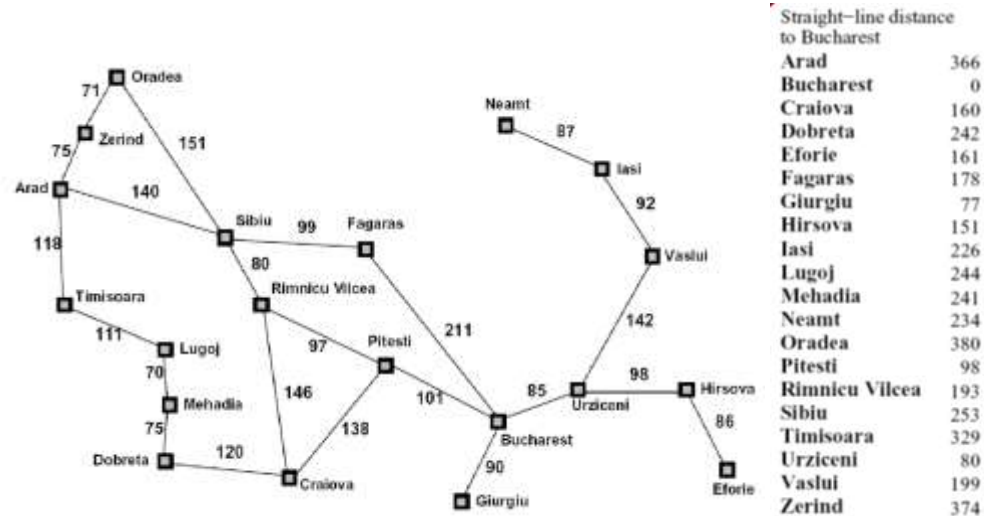 Straight-line distance
to Bucharest
Arad 366
Bucharest 0
Craiova 160
Dobreta 242
Eforie 161
Fagaras 178
Giurgiu 77
Hirsova 151
Iasi 226
Lugoj 244
Mehadia 241
Neamt 234
Oradea 380
Pitesti 98
Rimnicu Vilcea 193
Sibiu 253
Timisoara 329
Urziceni 80
Vaslui 199
Zerind 374
Oradea
71
Neamt
87
Zerind
151
75
Iasi
Arad
140
92
Sibiu
99
Fagaras
118
80
Vaslui
Rimnicu Vilcea
Timisoara
142
111
211
Pitesti
Lugoj
97
70
98
Hirsova
146
85
Mehadia
101
Urziceni
138
86
75
Bucharest
120
Dobreta
90
Eforie
Craiova
Giurgiu